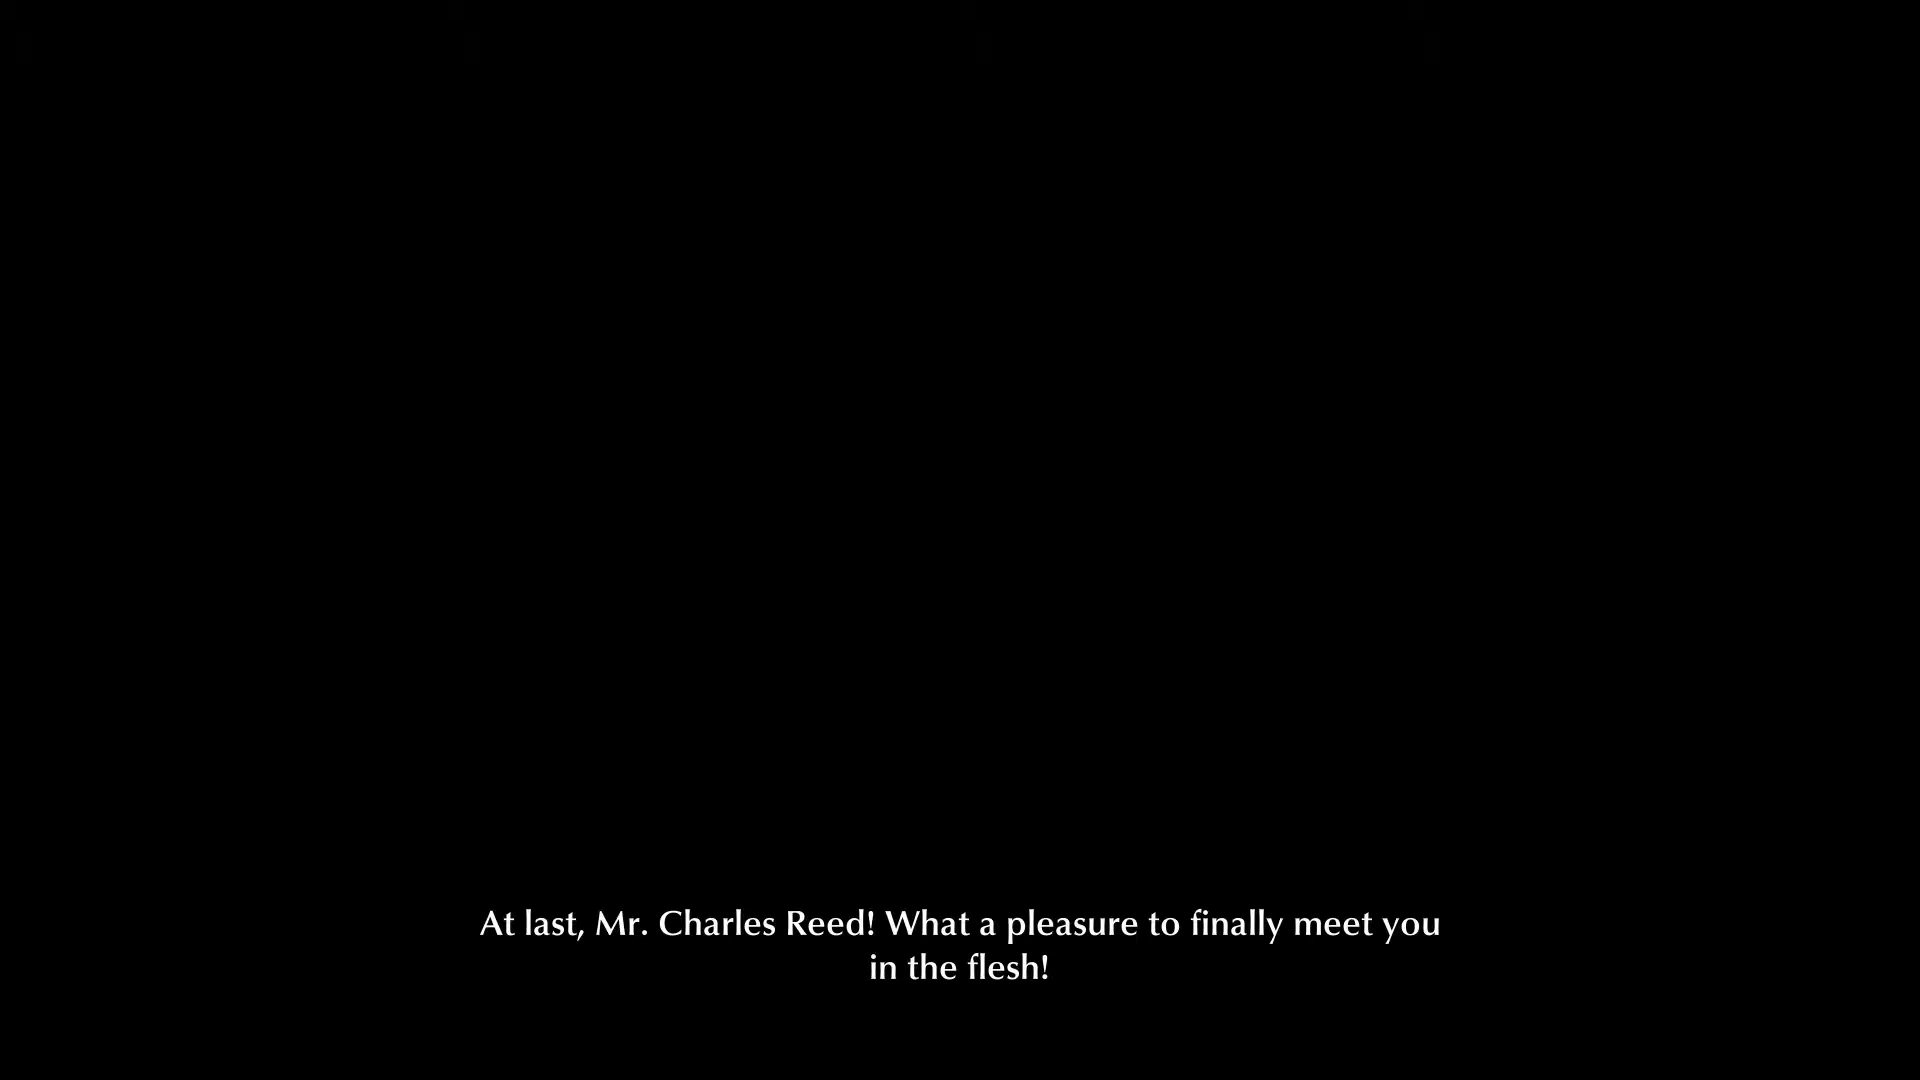 At last, Mr. Charles Reed! What a pleasure to finally meet you
in the flesh!